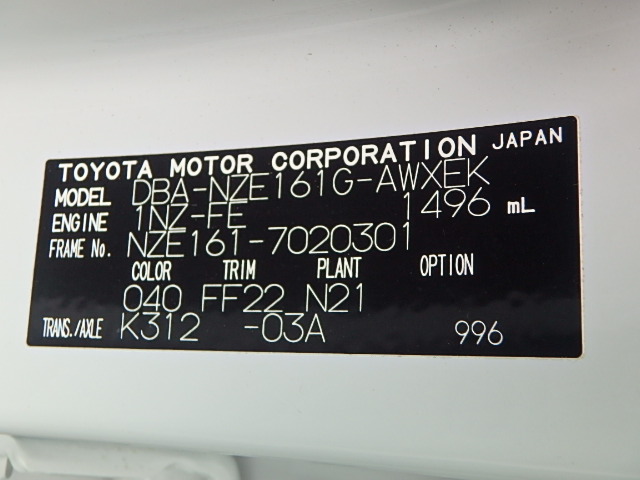 TOYOTA MOTOR CORPORATION JAPAN
MODEL DBA-NZE161G-AWXEK
ENGINE 1NZ-FE 1496 mL
FRAME No. NZE161-7020301
COLOR TRIM PLANT OPTION
040 FF22 N21
TRANS./AXLE K312 -03A 996